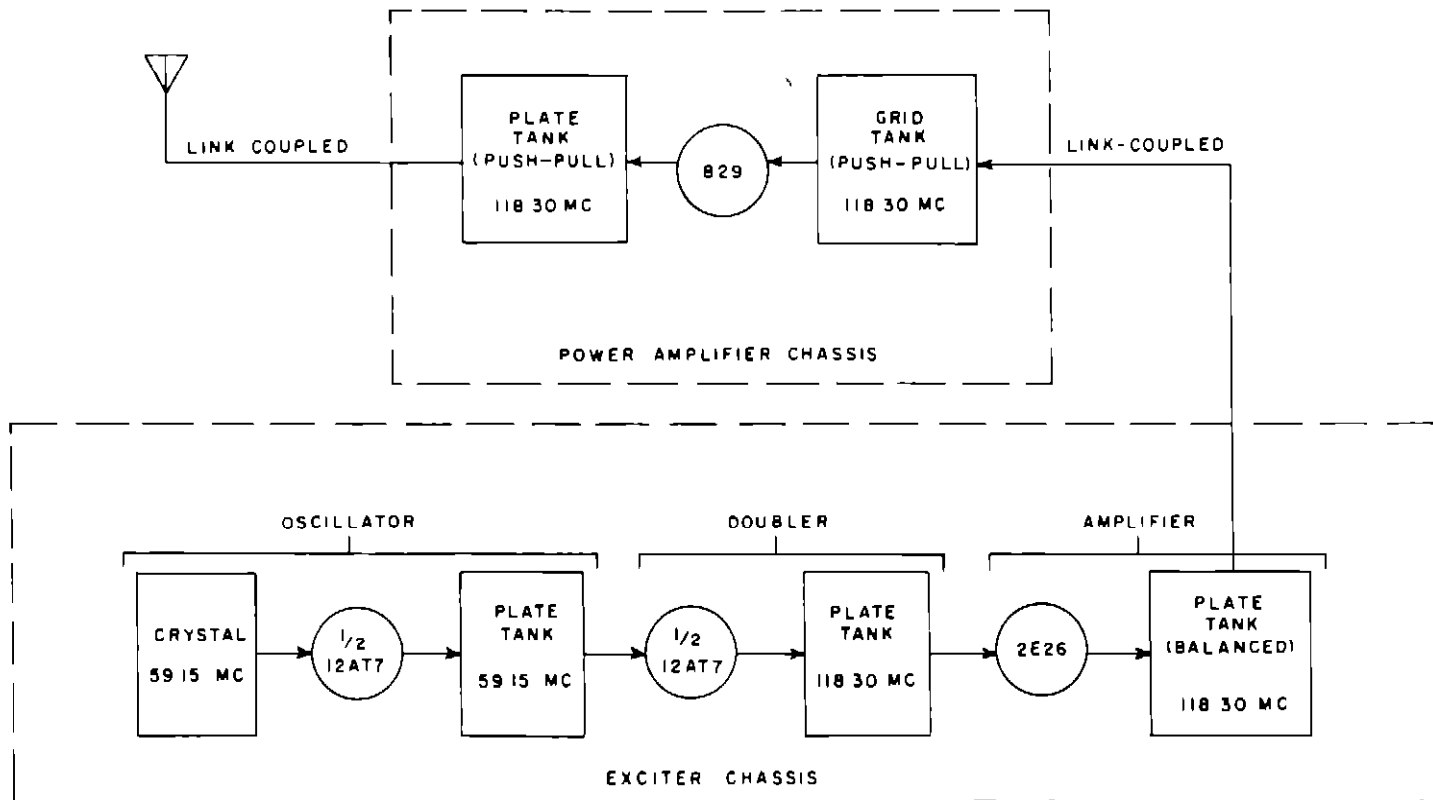 PLATE
TANK
(PUSH-PULL)
118 30 MC
829
GRID
TANK
(PUSH-PULL)
118 30 MC
LINK COUPLED
LINK-COUPLED
POWER AMPLIFIER CHASSIS
OSCILLATOR
DOUBLER
AMPLIFIER
CRYSTAL
59 15 MC
1/2
12AT7
PLATE
TANK
59 15 MC
1/2
12AT7
PLATE
TANK
118 30 MC
2E26
PLATE
TANK
(BALANCED)
118 30 MC
EXCITER CHASSIS